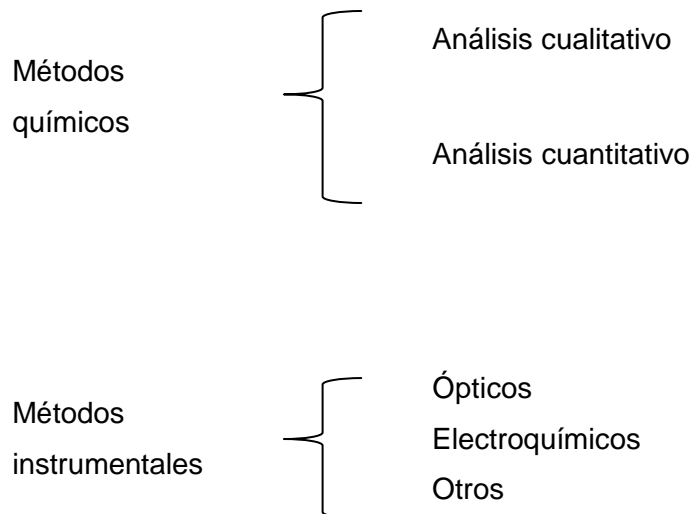 Métodos
químicos
Análisis cualitativo
Análisis cuantitativo
Métodos
instrumentales
Ópticos
Electroquímicos
Otros